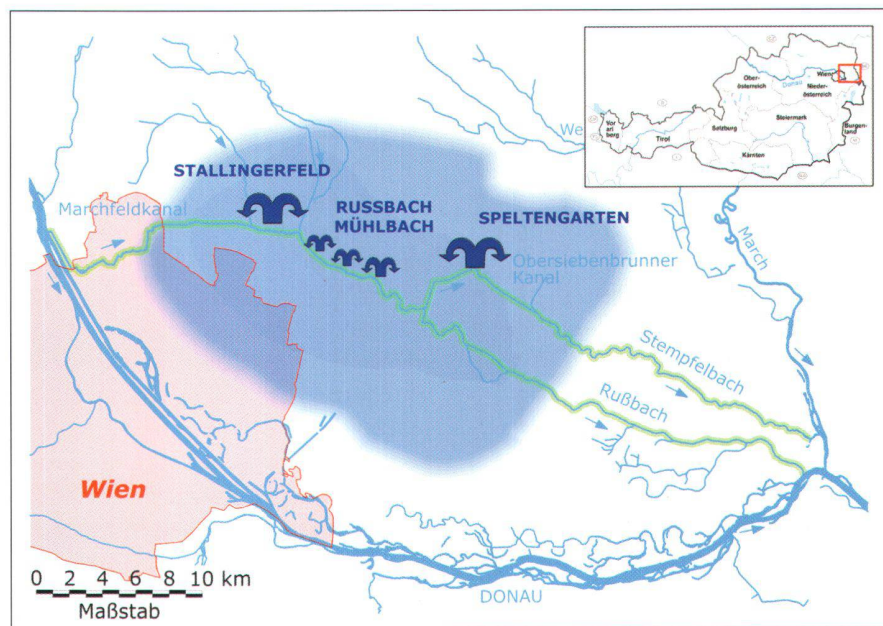 Ober-
österreich
Donau
Wien
Nieder-
österreich
Vor
arl
berg
Tirol
Salzburg
Steiermark
Burgen-
land
Kärnten
We
STALLINGERFELD
Marchfeldkanal
RUSSBACH
MÜHLBACH
SPELTENGARTEN
March
Obersiebenbrunner
Kanal
Stempfelbach
Rußbach
Wien
0 2 4 6 8 10 km
Maßstab
DONAU